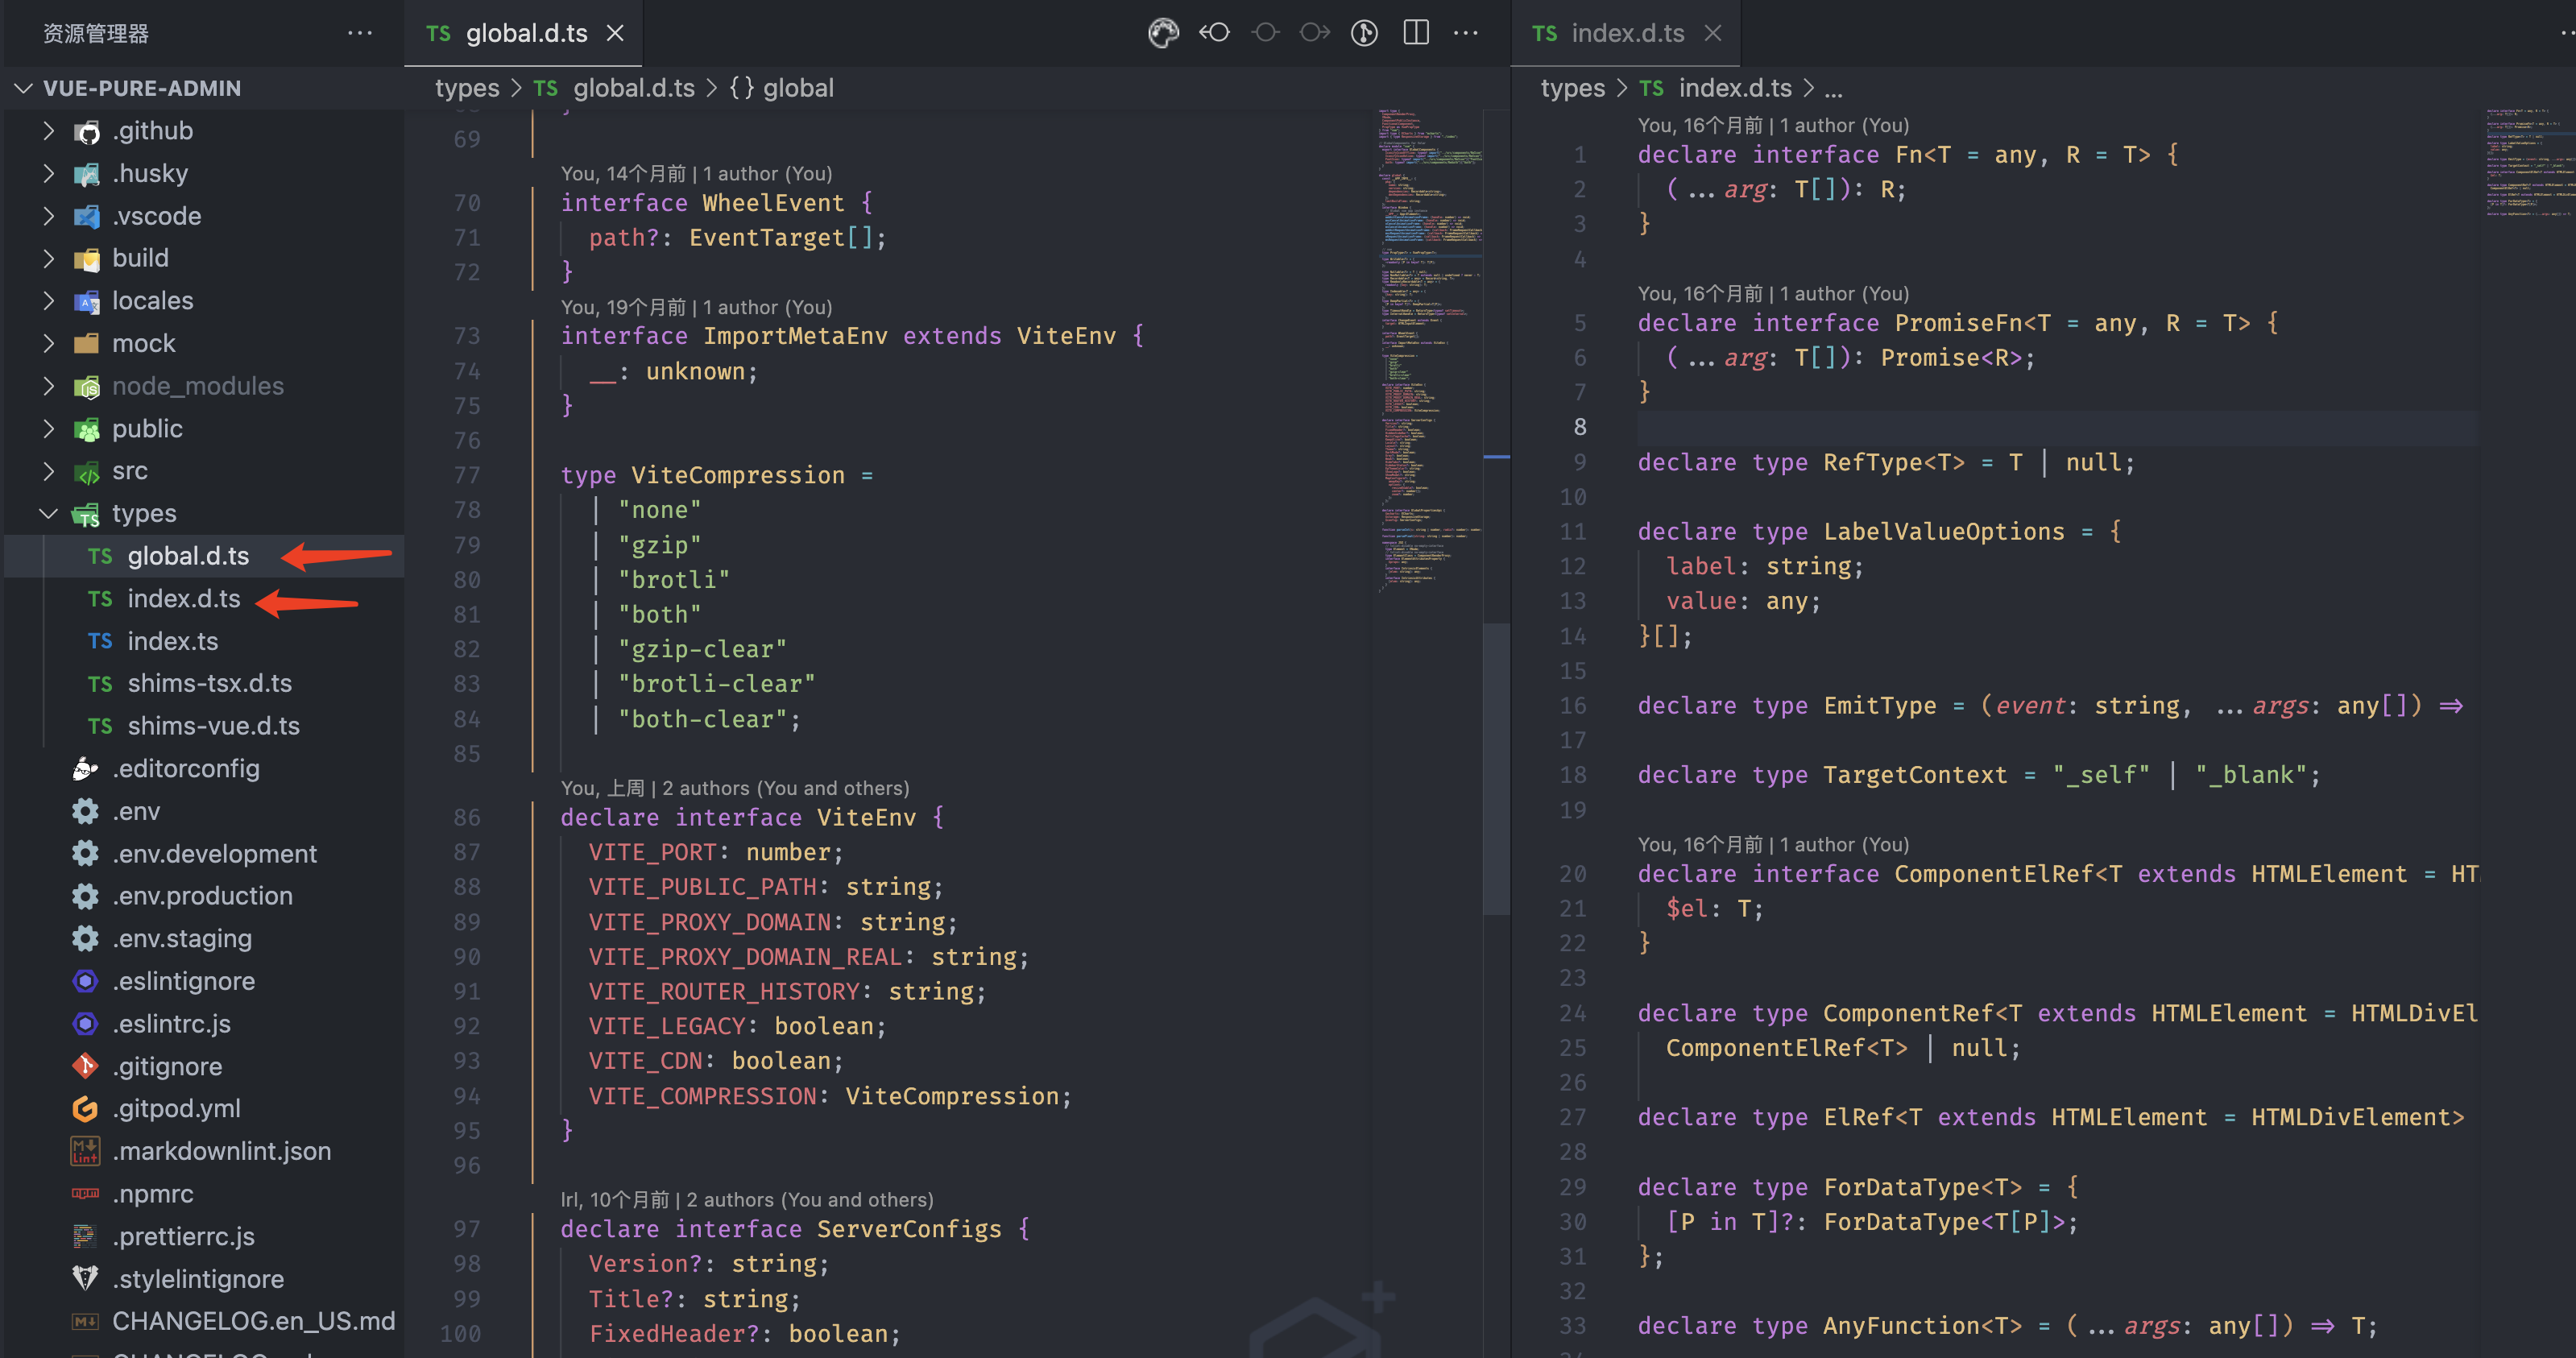 资源管理器
VUE-PURE-ADMIN
.github
.husky
.vscode
build
locales
mock
node_modules
public
src
types
TS global.d.ts
TS index.d.ts
TS index.ts
TS shims-tsx.d.ts
TS shims-vue.d.ts
.editorconfig
.env
.env.development
.env.production
.env.staging
.eslintignore
.eslintrc.js
.gitignore
.gitpod.yml
.markdownlint.json
.npmrc
.prettierrc.js
.stylelintignore
CHANGELOG.en_US.md
TS global.d.ts
types > TS global.d.ts > {} global
69
You, 14个月前 | 1 author (You)
70 interface WheelEvent {
71 path?: EventTarget[];
72 }
You, 19个月前 | 1 author (You)
73 interface ImportMetaEnv extends ViteEnv {
74 __: unknown;
75 }
76
77 type ViteCompression =
78 | "none"
79 | "gzip"
80 | "brotli"
81 | "both"
82 | "gzip-clear"
83 | "brotli-clear"
84 | "both-clear";
85
You, 上周 | 2 authors (You and others)
86 declare interface ViteEnv {
87 VITE_PORT: number;
88 VITE_PUBLIC_PATH: string;
89 VITE_PROXY_DOMAIN: string;
90 VITE_PROXY_DOMAIN_REAL: string;
91 VITE_ROUTER_HISTORY: string;
92 VITE_LEGACY: boolean;
93 VITE_CDN: boolean;
94 VITE_COMPRESSION: ViteCompression;
95 }
96
lrl, 10个月前 | 2 authors (You and others)
97 declare interface ServerConfigs {
98 Version?: string;
99 Title?: string;
100 FixedHeader?: boolean;
TS index.d.ts
types > TS index.d.ts > ...
You, 16个月前 | 1 author (You)
1 declare interface Fn<T = any, R = T> {
2 (...arg: T[]): R;
3 }
4
You, 16个月前 | 1 author (You)
5 declare interface PromiseFn<T = any, R = T> {
6 (...arg: T[]): Promise<R>;
7 }
8
9 declare type RefType<T> = T | null;
10
11 declare type LabelValueOptions = {
12 label: string;
13 value: any;
14 }[];
15
16 declare type EmitType = (event: string, ...args: any[]) =>
17
18 declare type TargetContext = "_self" | "_blank";
19
You, 16个月前 | 1 author (You)
20 declare interface ComponentElRef<T extends HTMLElement = HT
21 $el: T;
22 }
23
24 declare type ComponentRef<T extends HTMLElement = HTMLDivEl
25 ComponentElRef<T> | null;
26
27 declare type ElRef<T extends HTMLElement = HTMLDivElement>
28
29 declare type ForDataType<T> = {
30 [P in T]?: ForDataType<T[P]>;
31 };
32
33 declare type AnyFunction<T> = (...args: any[]) => T;